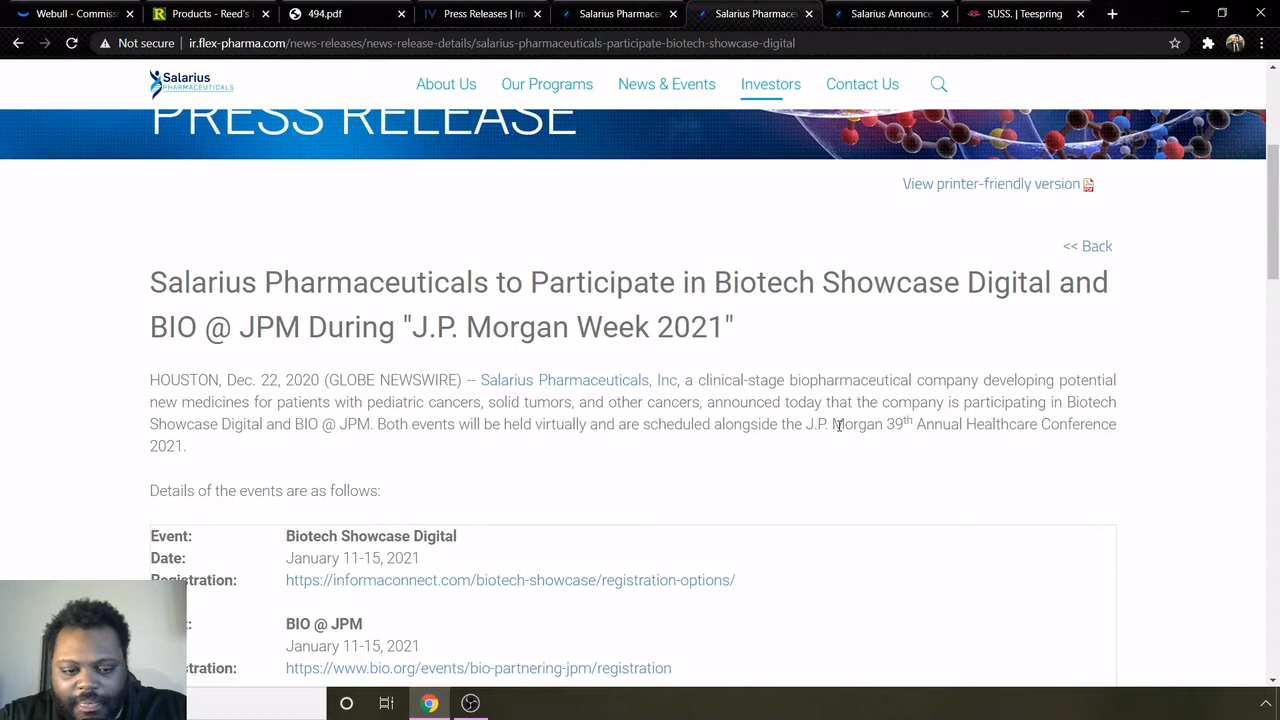 Webull - Commiss
Products - Reed's
494.pdf
Press Releases | In
Salarius Pharmace
Salarius Pharmac
Salarius Announce
SUSS. | Teespring
Not secure
ir.flex-pharma.com/news-releases/news-release-details/salarius-pharmaceuticals-participate-biotech-showcase-digital
Salarius
PHARMACEUTICALS
About Us
Our Programs
News & Events
Investors
Contact Us
PRESS RELEASE
View printer-friendly version
<< Back
Salarius Pharmaceuticals to Participate in Biotech Showcase Digital and
BIO @ JPM During "J.P. Morgan Week 2021"
HOUSTON, Dec. 22, 2020 (GLOBE NEWSWIRE) -- Salarius Pharmaceuticals, Inc, a clinical-stage biopharmaceutical company developing potential
new medicines for patients with pediatric cancers, solid tumors, and other cancers, announced today that the company is participating in Biotech
Showcase Digital and BIO @ JPM. Both events will be held virtually and are scheduled alongside the J.P. Morgan 39th Annual Healthcare Conference
2021.
Details of the events are as follows:
Event: Biotech Showcase Digital
Date: January 11-15, 2021
Registration: https://informaconnect.com/biotech-showcase/registration-options/
t: BIO @ JPM
January 11-15, 2021
stration: https://www.bio.org/events/bio-partnering-jpm/registration